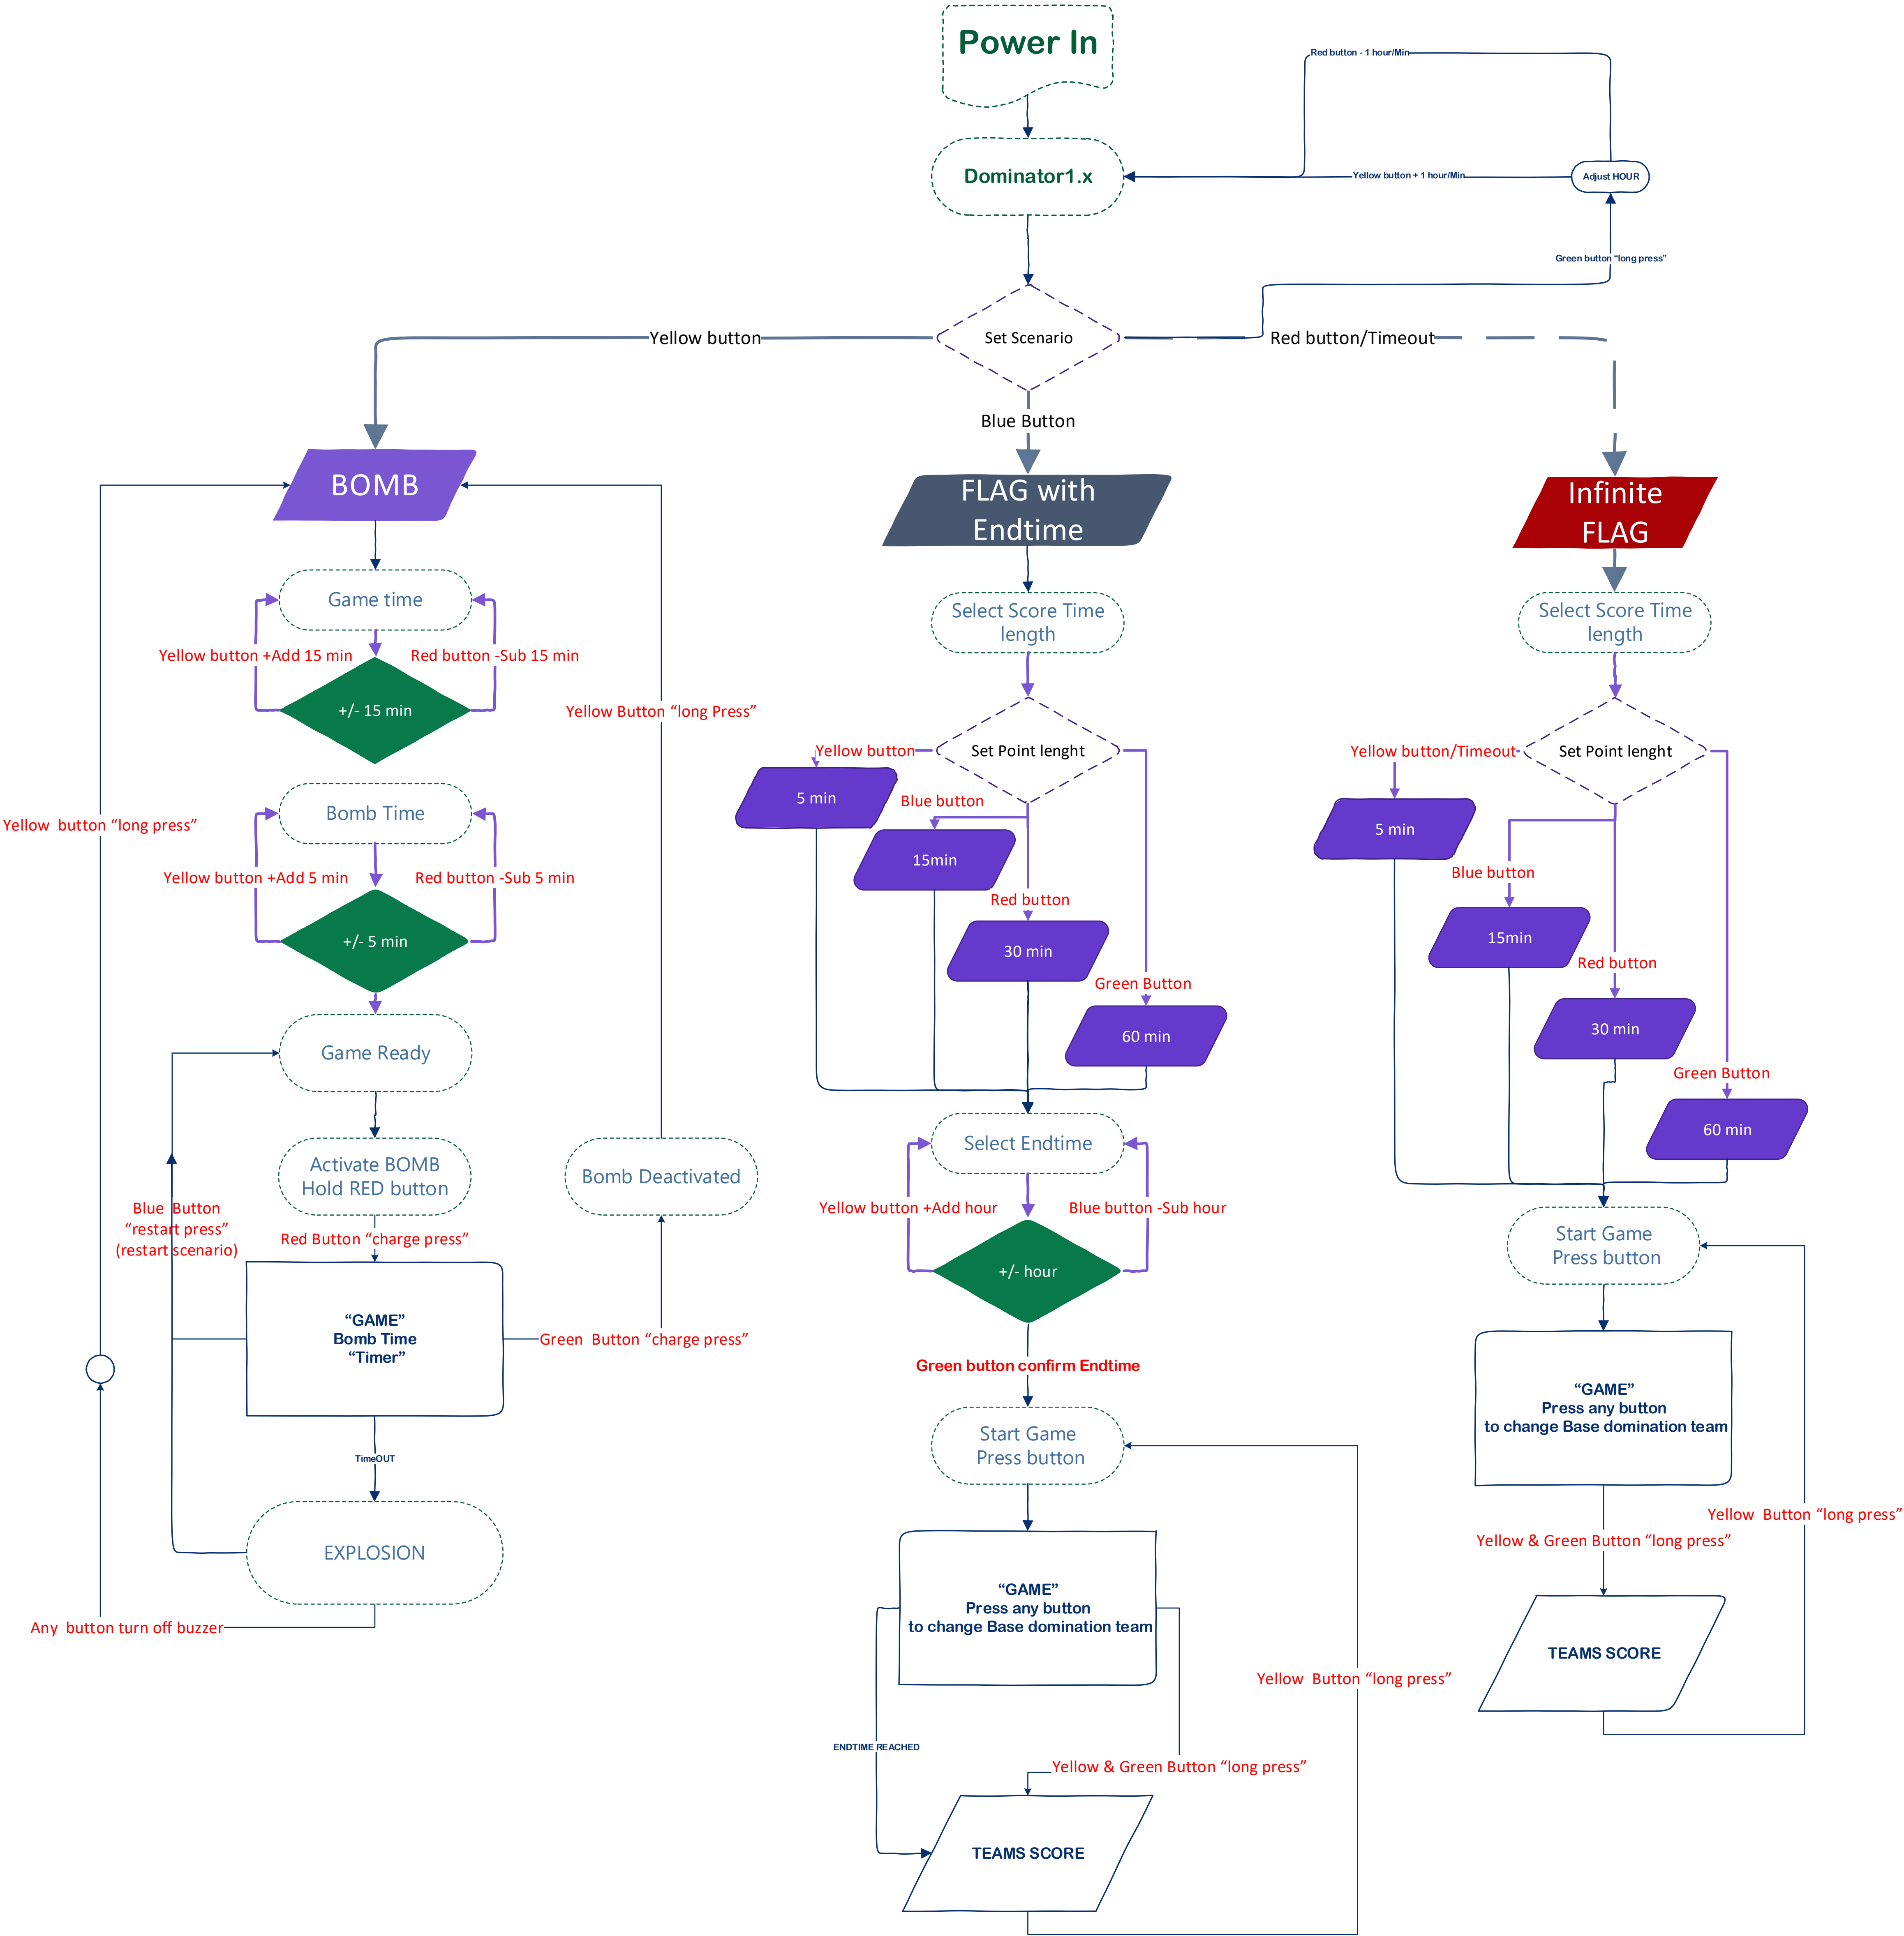 Power In
Red button - 1 hour/Min
Dominator1.x
Yellow button + 1 hour/Min
Adjust HOUR
Green button “long press”
Set Scenario
Yellow button
Red button/Timeout
Blue Button
BOMB
Game time
Yellow button +Add 15 min
Red button -Sub 15 min
+/- 15 min
Bomb Time
Yellow button +Add 5 min
Red button -Sub 5 min
+/- 5 min
Yellow  button “long press”
Yellow Button “long Press”
Game Ready
Activate BOMB
Hold RED button
Bomb Deactivated
Blue  Button
“restart press”
(restart scenario)
Red Button “charge press”
“GAME”
Bomb Time
“Timer”
Green  Button “charge press”
TimeOUT
EXPLOSION
Any  button turn off buzzer
FLAG with
Endtime
Select Score Time
length
Set Point lenght
Yellow button
5 min
Blue button
15min
Red button
30 min
Green Button
60 min
Select Endtime
Yellow button +Add hour
Blue button -Sub hour
+/- hour
Green button confirm Endtime
Start Game
Press button
“GAME”
Press any button
to change Base domination team
Yellow  Button “long press”
ENDTIME REACHED
Yellow & Green Button “long press”
TEAMS SCORE
Infinite
FLAG
Select Score Time
length
Set Point lenght
Yellow button/Timeout
5 min
Blue button
15min
Red button
30 min
Green Button
60 min
Start Game
Press button
“GAME”
Press any button
to change Base domination team
Yellow  Button “long press”
Yellow & Green Button “long press”
TEAMS SCORE